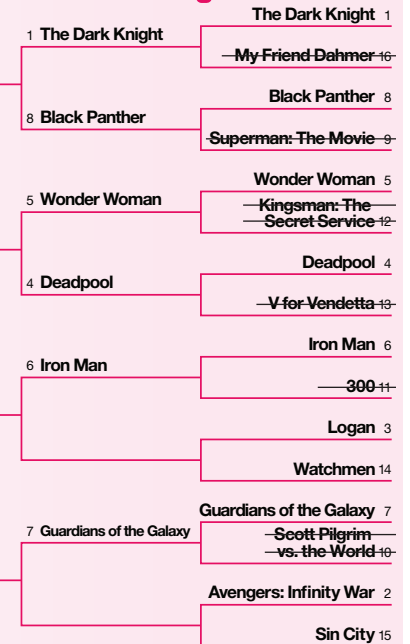 The Dark Knight 1
1 The Dark Knight
My Friend Dahmer 16
Black Panther 8
8 Black Panther
Superman: The Movie 9
Wonder Woman 5
5 Wonder Woman
Kingsman: The
Secret Service 12
Deadpool 4
4 Deadpool
V for Vendetta 13
Iron Man 6
6 Iron Man
300 11
Logan 3
Watchmen 14
Guardians of the Galaxy 7
7 Guardians of the Galaxy
Scott Pilgrim
vs. the World 10
Avengers: Infinity War 2
Sin City 15